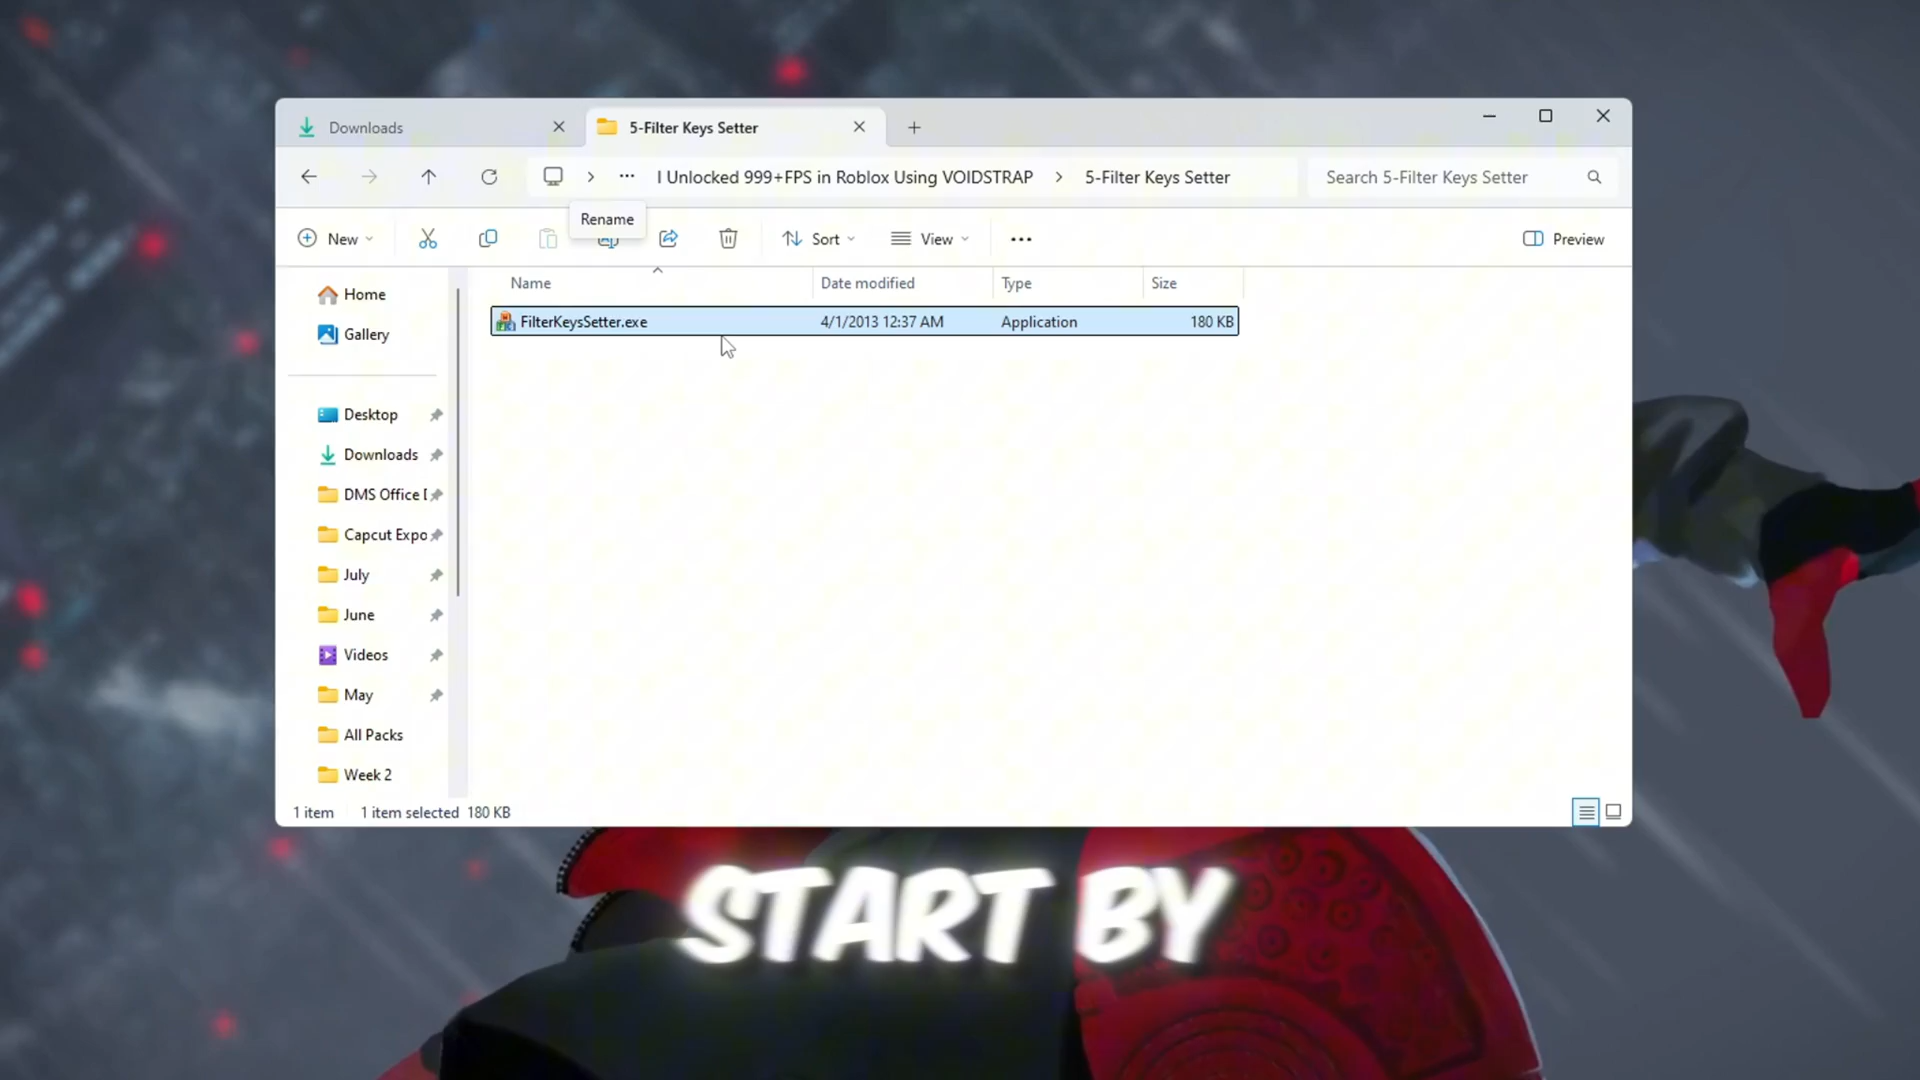 Downloads
5-Filter Keys Setter
I Unlocked 999+FPS in Roblox Using VOIDSTRAP
5-Filter Keys Setter
Search 5-Filter Keys Setter
Rename
New
Sort
View
Preview
Name
Date modified
Type
Size
FilterKeysSetter.exe
4/1/2013 12:37 AM
Application
180 KB
Home
Gallery
Desktop
Downloads
DMS Office
Capcut Expo
July
June
Videos
May
All Packs
Week 2
1 item
1 item selected 180 KB
START BY